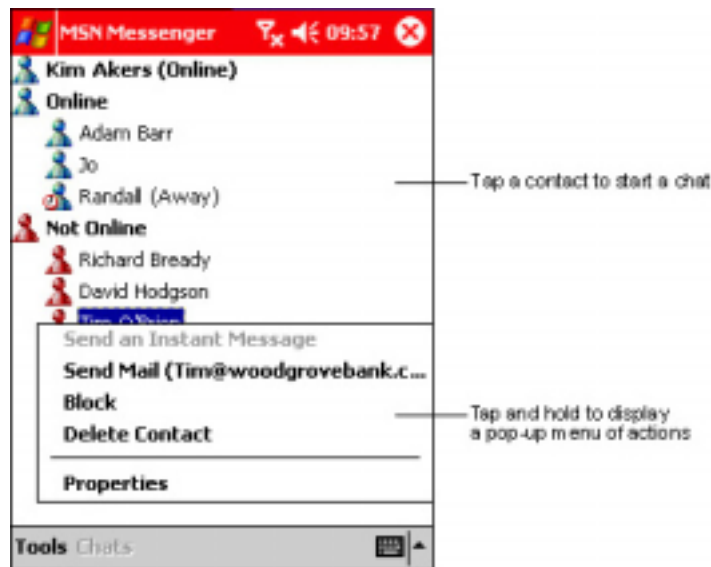 MSN Messenger 09:57
Kim Akers (Online)
Online
Adam Barr
Jo
Randall (Away)
Tap a contact to start a chat
Not Online
Richard Bready
David Hodgson
Tim O'Brien
Send an Instant Message
Send Mail (Tim@woodgrovebank.c...
Block
Delete Contact
Tap and hold to display
a pop-up menu of actions
Properties
Tools Chats